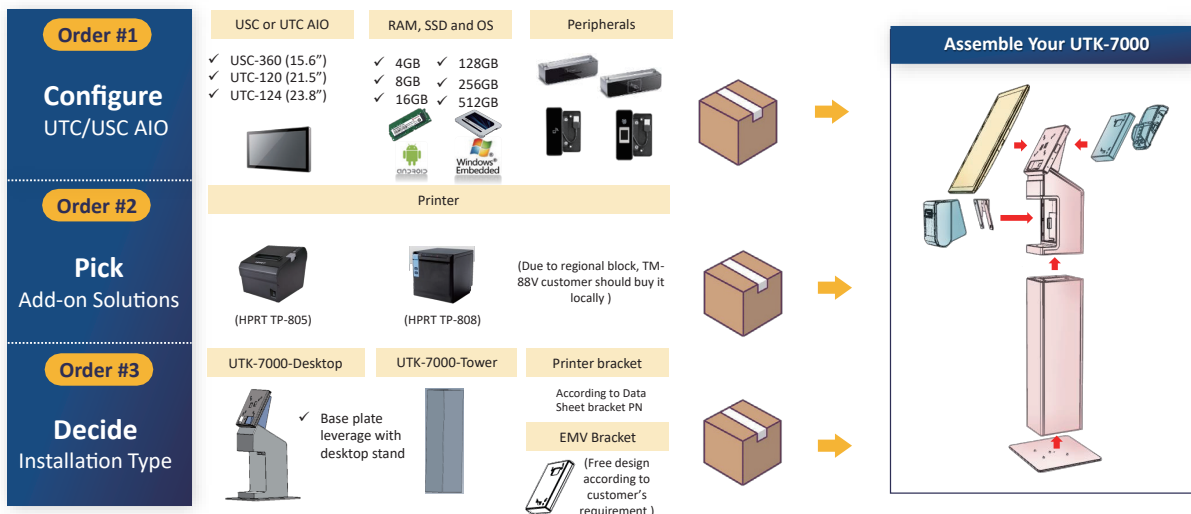 Order #1
Configure
UTC/USC AIO
USC or UTC AIO
✓ USC-360 (15.6”)
✓ UTC-120 (21.5”)
✓ UTC-124 (23.8”)
RAM, SSD and OS
✓ 4GB ✓ 128GB
✓ 8GB ✓ 256GB
✓ 16GB ✓ 512GB
ANDROID
Windows®
Embedded
Peripherals
Order #2
Pick
Add-on Solutions
Printer
(HPRT TP-805)
(HPRT TP-808)
(Due to regional block, TM-
88V customer should buy it
locally )
Order #3
Decide
Installation Type
UTK-7000-Desktop
✓ Base plate
leverage with
desktop stand
UTK-7000-Tower
Printer bracket
According to Data
Sheet bracket PN
EMV Bracket
(Free design
according to
customer’s
requirement )
Assemble Your UTK-7000